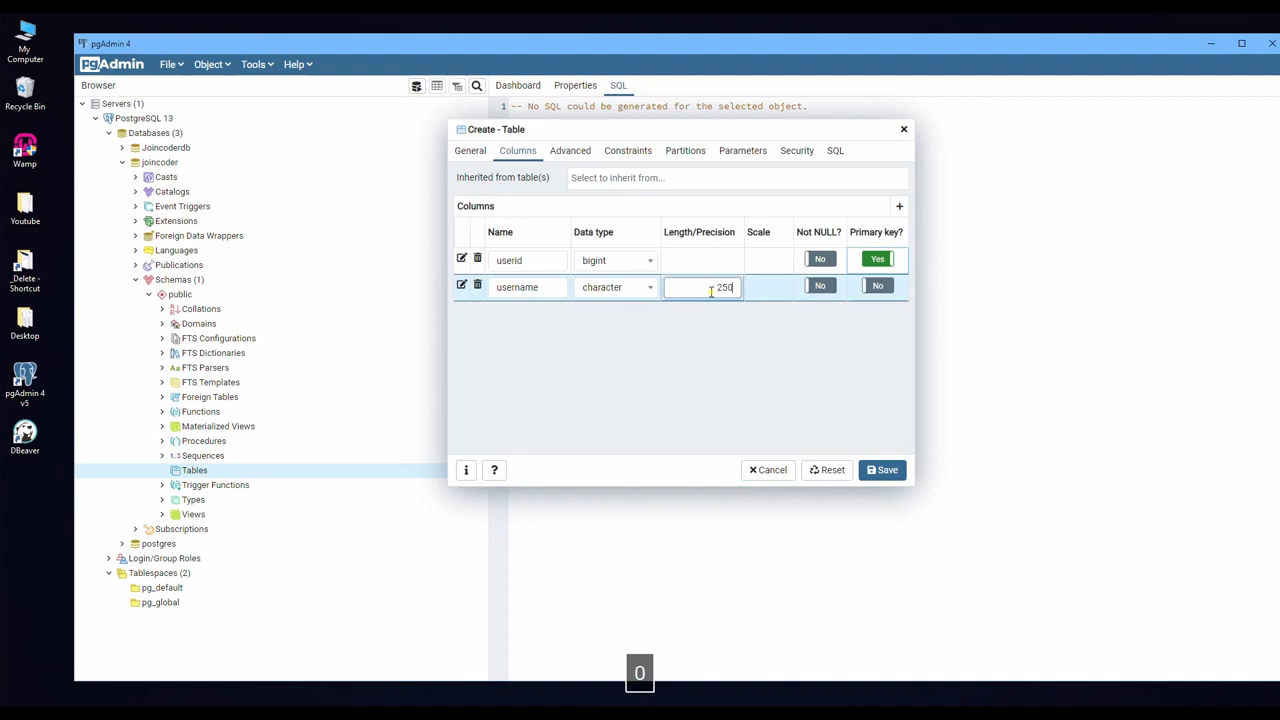 My
Computer
Recycle Bin
Wamp
Youtube
_Delete -
Shortcut
Desktop
pgAdmin 4
v5
DBeaver
pgAdmin 4
pgAdmin
File
Object
Tools
Help
Browser
Dashboard
Properties
SQL
1 -- No SQL could be generated for the selected object.
Servers (1)
PostgreSQL 13
Databases (3)
Joincoderdb
joincoder
Casts
Catalogs
Event Triggers
Extensions
Foreign Data Wrappers
Languages
Publications
Schemas (1)
public
Collations
Domains
FTS Configurations
FTS Dictionaries
Aa FTS Parsers
FTS Templates
Foreign Tables
Functions
Materialized Views
Procedures
1..3 Sequences
Tables
Trigger Functions
Types
Views
Subscriptions
postgres
Login/Group Roles
Tablespaces (2)
pg_default
pg_global
Create - Table
General
Columns
Advanced
Constraints
Partitions
Parameters
Security
SQL
Inherited from table(s)
Select to inherit from...
Columns
+
Name
Data type
Length/Precision
Scale
Not NULL?
Primary key?
userid
bigint
No
Yes
username
character
250
No
No
i
?
Cancel
Reset
Save
0